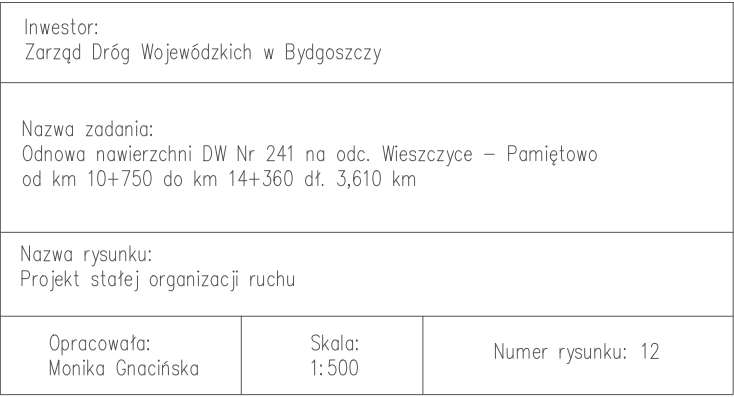 Inwestor:
Zarząd Dróg Wojewódzkich w Bydgoszczy
Nazwa zadania:
Odnowa nawierzchni DW Nr 241 na odc. Wieszczyce – Pamiętowo
od km 10+750 do km 14+360 dł. 3,610 km
Nazwa rysunku:
Projekt stałej organizacji ruchu
Opracowała:
Monika Gnacińska
Skala:
1:500
Numer rysunku: 12